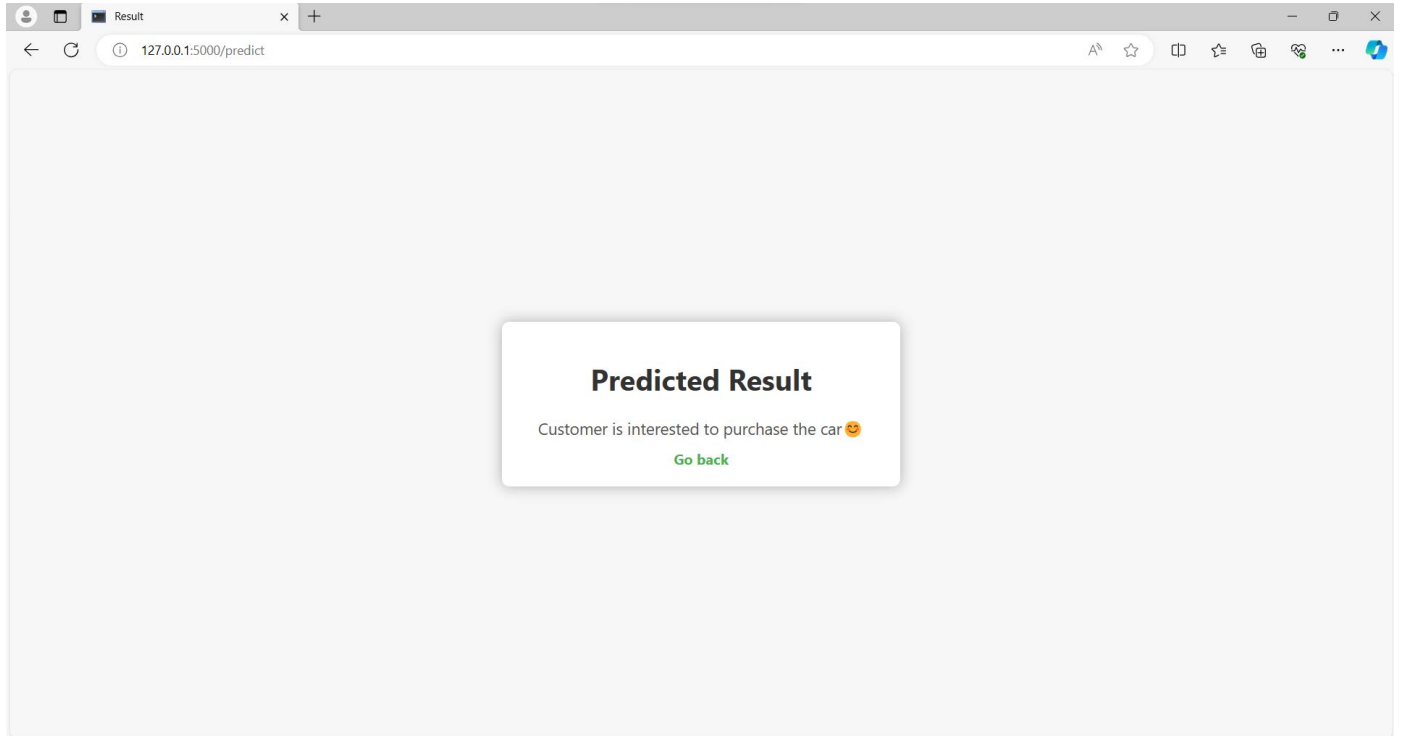 Result
127.0.0.1:5000/predict
Predicted Result
Customer is interested to purchase the car😊
Go back